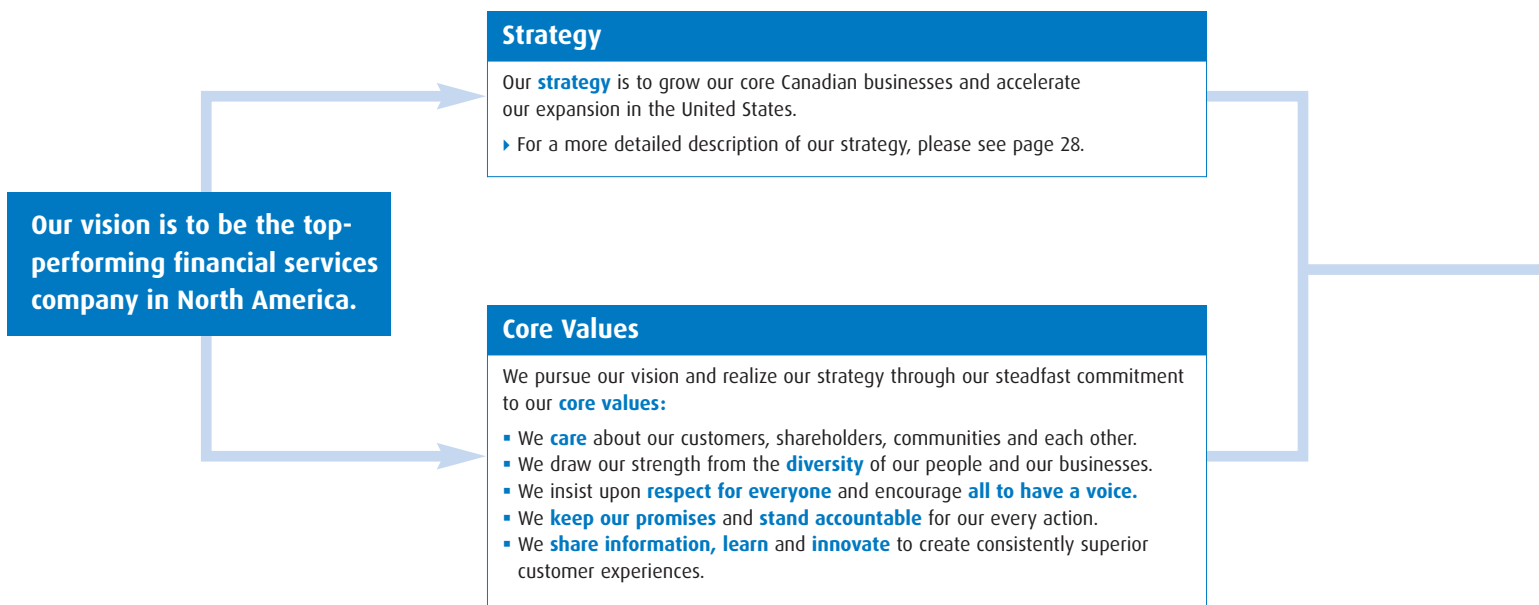 Our vision is to be the top-
performing financial services
company in North America.
Strategy
Our strategy is to grow our core Canadian businesses and accelerate
our expansion in the United States.
▸ For a more detailed description of our strategy, please see page 28.
Core Values
We pursue our vision and realize our strategy through our steadfast commitment
to our core values:
▪ We care about our customers, shareholders, communities and each other.
▪ We draw our strength from the diversity of our people and our businesses.
▪ We insist upon respect for everyone and encourage all to have a voice.
▪ We keep our promises and stand accountable for our every action.
▪ We share information, learn and innovate to create consistently superior
customer experiences.